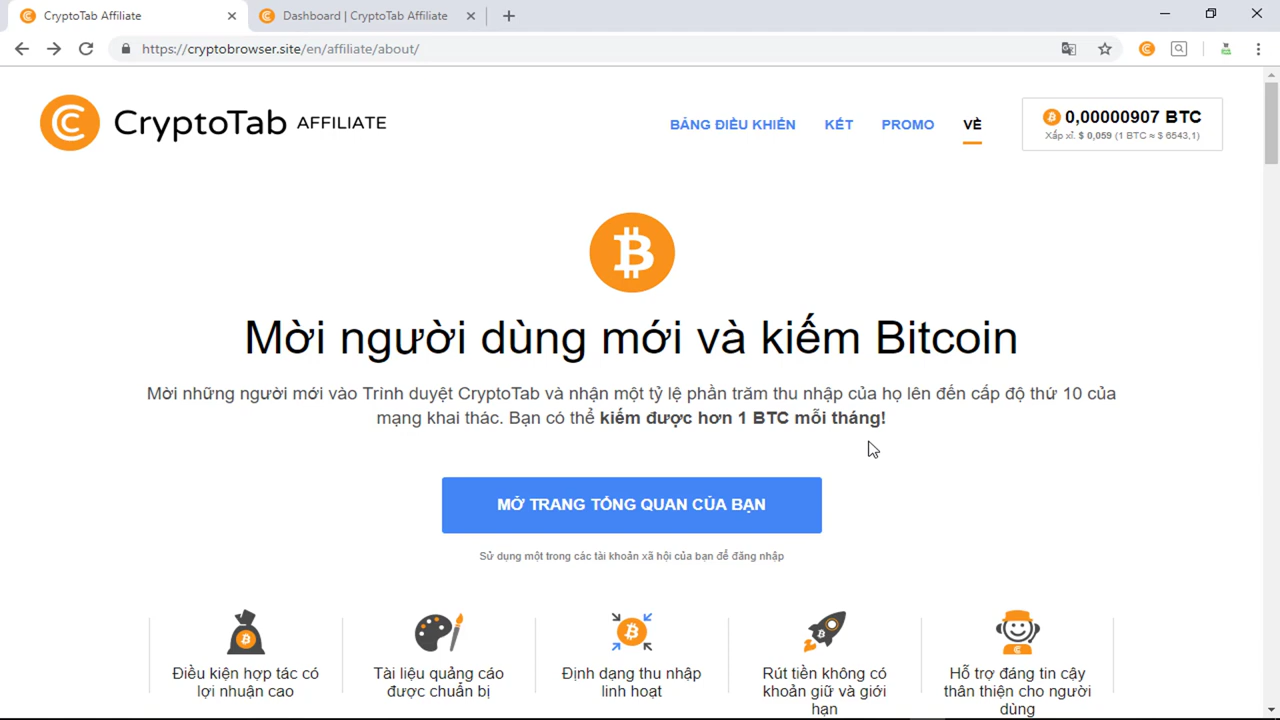 CryptoTab Affiliate
Dashboard | CryptoTab Affiliate
https://cryptobrowser.site/en/affiliate/about/
CryptoTab AFFILIATE
BẢNG ĐIỀU KHIỂN KẾT PROMO VỀ
0,00000907 BTC
Xấp xỉ. $ 0,059 (1 BTC ≈ $ 6543,1)
Mời người dùng mới và kiếm Bitcoin
Mời những người mới vào Trình duyệt CryptoTab và nhận một tỷ lệ phần trăm thu nhập của họ lên đến cấp độ thứ 10 của
mạng khai thác. Bạn có thể kiếm được hơn 1 BTC mỗi tháng!
MỞ TRANG TỔNG QUAN CỦA BẠN
Sử dụng một trong các tài khoản xã hội của bạn để đăng nhập
Điều kiện hợp tác có
lợi nhuận cao
Tài liệu quảng cáo
được chuẩn bị
Định dạng thu nhập
linh hoạt
Rút tiền không có
khoản giữ và giới
hạn
Hỗ trợ đáng tin cậy
thân thiện cho người
dùng